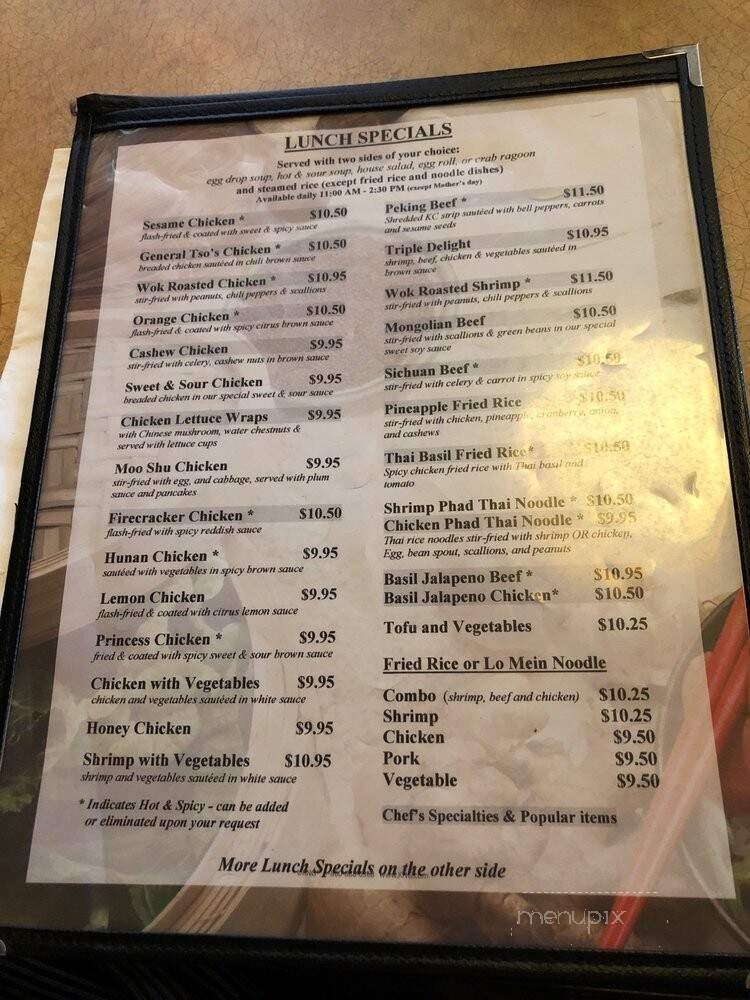 LUNCH SPECIALS
Served with two sides of your choice:
egg drop soup, hot & sour soup, house salad, egg roll, or crab ragoon
and steamed rice (except fried rice and noodle dishes)
Available daily 11:00 AM - 2:30 PM (except Mother's day)
Sesame Chicken * $10.50
flash-fried & coated with sweet & spicy sauce
General Tso's Chicken * $10.50
breaded chicken sautéed in chili brown sauce
Wok Roasted Chicken * $10.95
stir-fried with peanuts, chili peppers & scallions
Orange Chicken * $10.50
flash-fried & coated with spicy citrus brown sauce
Cashew Chicken $9.95
stir-fried with celery, cashew nuts in brown sauce
Sweet & Sour Chicken $9.95
breaded chicken in our special sweet & sour sauce
Chicken Lettuce Wraps $9.95
with Chinese mushroom, water chestnuts &
served with lettuce cups
Moo Shu Chicken $9.95
stir-fried with egg, and cabbage, served with plum
sauce and pancakes
Firecracker Chicken * $10.50
flash-fried with spicy reddish sauce
Hunan Chicken * $9.95
sautéed with vegetables in spicy brown sauce
Lemon Chicken $9.95
flash-fried & coated with citrus lemon sauce
Princess Chicken * $9.95
fried & coated with spicy sweet & sour brown sauce
Chicken with Vegetables $9.95
chicken and vegetables sautéed in white sauce
Honey Chicken $9.95
Shrimp with Vegetables $10.95
shrimp and vegetables sautéed in white sauce
* Indicates Hot & Spicy - can be added
or eliminated upon your request
Peking Beef * $11.50
Shredded KC strip sautéed with bell peppers, carrots
and sesame seeds
Triple Delight $10.95
shrimp, beef, chicken & vegetables sautéed in
brown sauce
Wok Roasted Shrimp * $11.50
stir-fried with peanuts, chili peppers & scallions
Mongolian Beef $10.50
stir-fried with scallions & green beans in our special
sweet soy sauce
Sichuan Beef * $10.50
stir-fried with celery & carrot in spicy soy sauce
Pineapple Fried Rice $10.50
stir-fried with chicken, pineapple, cranberry, onion,
and cashews
Thai Basil Fried Rice* $10.50
Spicy chicken fried rice with Thai basil and
tomato
Shrimp Phad Thai Noodle * $10.50
Chicken Phad Thai Noodle * $9.95
Thai rice noodles stir-fried with shrimp OR chicken,
Egg, bean spout, scallions, and peanuts
Basil Jalapeno Beef * $10.95
Basil Jalapeno Chicken* $10.50
Tofu and Vegetables $10.25
Fried Rice or Lo Mein Noodle
Combo (shrimp, beef and chicken) $10.25
Shrimp $10.25
Chicken $9.50
Pork $9.50
Vegetable $9.50
Chef's Specialties & Popular items
More Lunch Specials on the other side
menupix